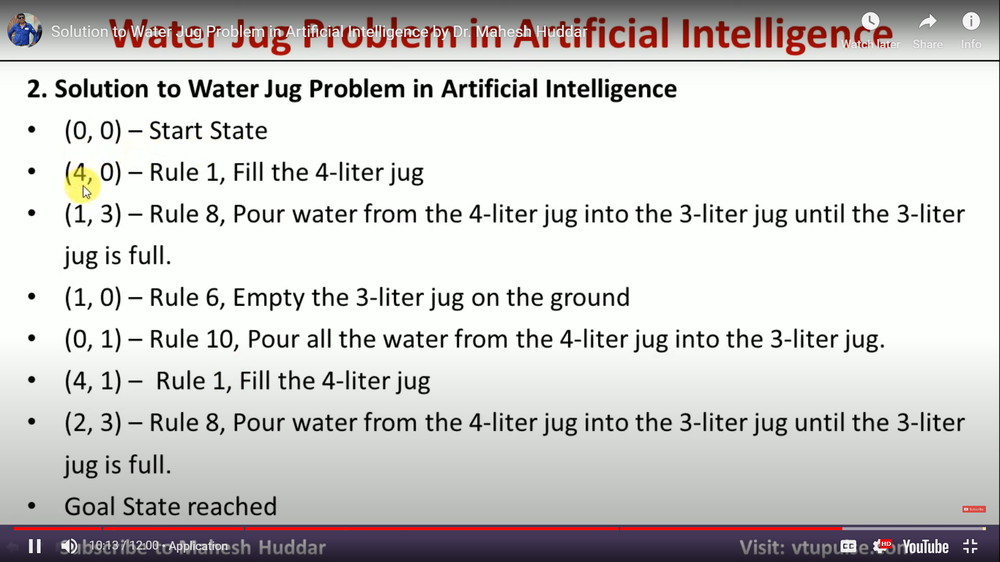 Water Jug Problem in Artificial Intelligence
Solution to Water Jug Problem in Artificial Intelligence by Dr. Mahesh Huddar
Watch later
Share
Info
2. Solution to Water Jug Problem in Artificial Intelligence
• (0, 0) – Start State
• (4, 0) – Rule 1, Fill the 4-liter jug
• (1, 3) – Rule 8, Pour water from the 4-liter jug into the 3-liter jug until the 3-liter
jug is full.
• (1, 0) – Rule 6, Empty the 3-liter jug on the ground
• (0, 1) – Rule 10, Pour all the water from the 4-liter jug into the 3-liter jug.
• (4, 1) – Rule 1, Fill the 4-liter jug
• (2, 3) – Rule 8, Pour water from the 4-liter jug into the 3-liter jug until the 3-liter
jug is full.
• Goal State reached
Subscribe
10:13 / 12:00 • Application
Subscribe to Mahesh Huddar
Visit: vtupulse.com
CC
HD
YouTube